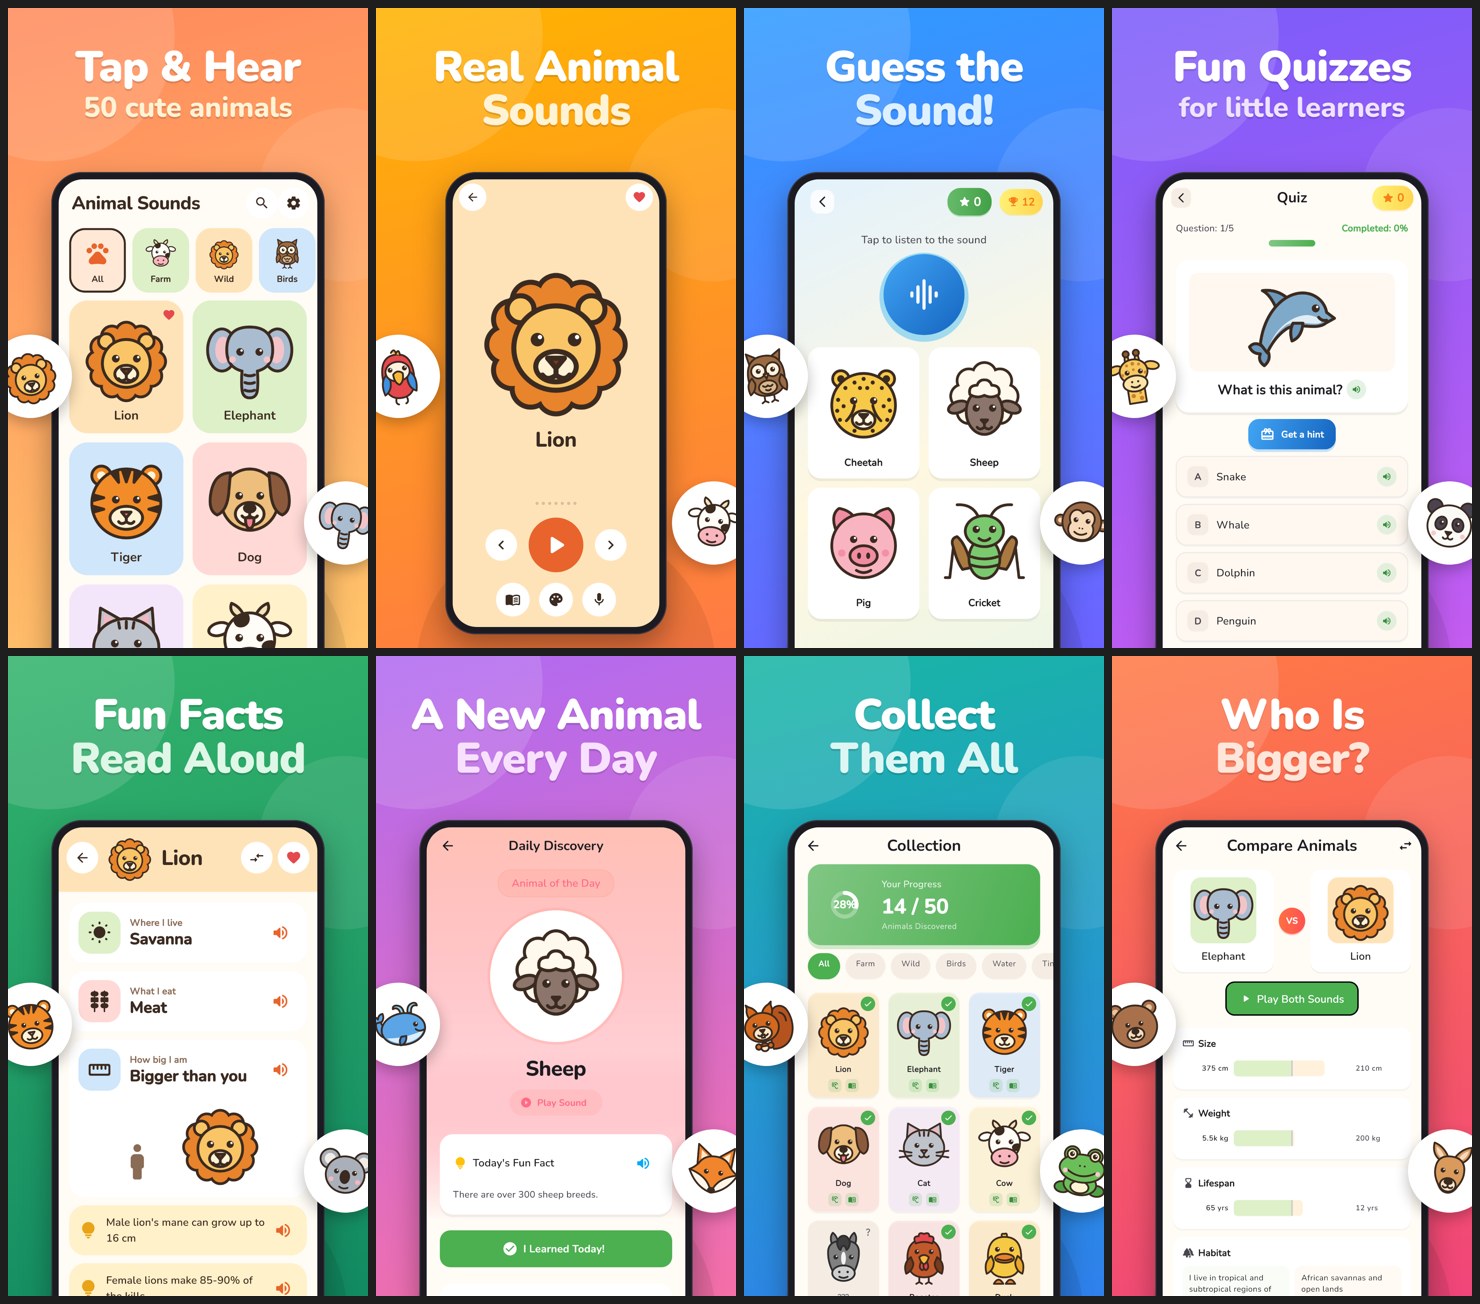 Tap & Hear
50 cute animals
Animal Sounds
All
Farm
Wild
Birds
Lion
Elephant
Tiger
Dog
Real Animal
Sounds
Lion
Guess the
Sound!
0
12
Tap to listen to the sound
Cheetah
Sheep
Pig
Cricket
Fun Quizzes
for little learners
Quiz
0
Question: 1/5
Completed: 0%
What is this animal?
Get a hint
A Snake
B Whale
C Dolphin
D Penguin
Fun Facts
Read Aloud
Lion
Where I live
Savanna
What I eat
Meat
How big I am
Bigger than you
Male lion's mane can grow up to
16 cm
Female lions make 85-90% of
the kills
A New Animal
Every Day
Daily Discovery
Animal of the Day
Sheep
Play Sound
Today's Fun Fact
There are over 300 sheep breeds.
I Learned Today!
Collect
Them All
Collection
28%
Your Progress
14 / 50
Animals Discovered
All
Farm
Wild
Birds
Water
Lion
Elephant
Tiger
Dog
Cat
Cow
?
Who Is
Bigger?
Compare Animals
Elephant
VS
Lion
Play Both Sounds
Size
375 cm
210 cm
Weight
5.5k kg
200 kg
Lifespan
65 yrs
12 yrs
Habitat
I live in tropical and
subtropical regions of
African savannas and
open lands